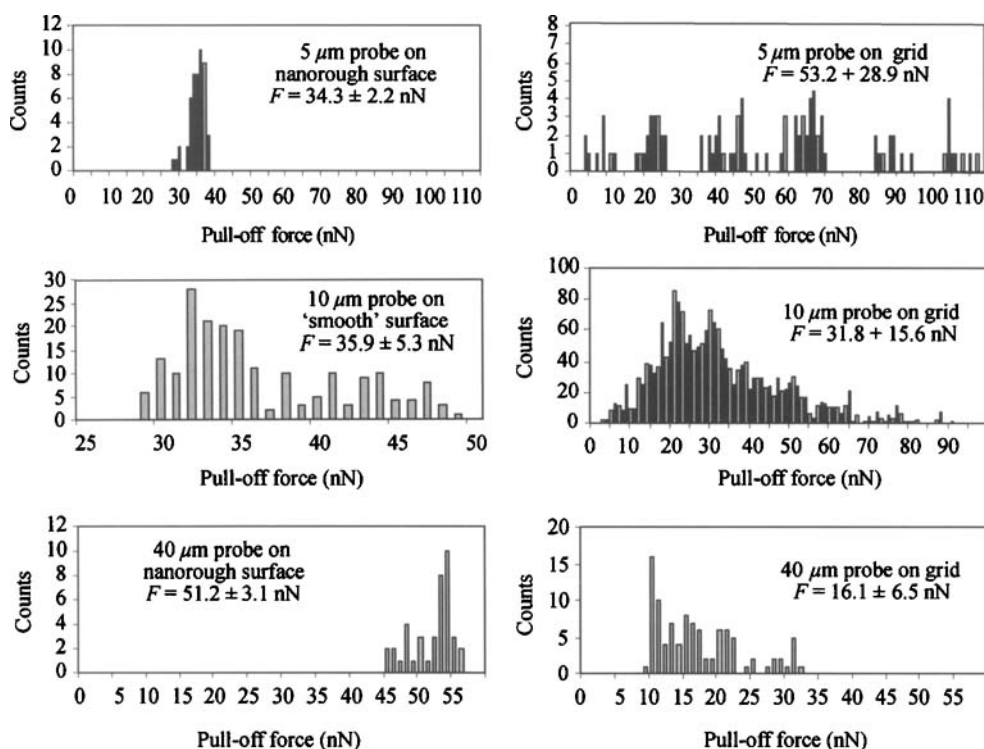 12
10
8
6
4
2
0
Counts
5 μm probe on
nanorough surface
F = 34.3 ± 2.2 nN
0 10 20 30 40 50 60 70 80 90 100 110
Pull-off force (nN)
8
7
6
5
4
3
2
1
0
Counts
5 μm probe on grid
F = 53.2 + 28.9 nN
0 10 20 30 40 50 60 70 80 90 100 110
Pull-off force (nN)
30
25
20
15
10
5
0
Counts
10 μm probe on
'smooth' surface
F = 35.9 ± 5.3 nN
25 30 35 40 45 50
Pull-off force (nN)
100
80
60
40
20
0
Counts
10 μm probe on grid
F = 31.8 + 15.6 nN
0 10 20 30 40 50 60 70 80 90
Pull-off force (nN)
12
10
8
6
4
2
0
Counts
40 μm probe on
nanorough surface
F = 51.2 ± 3.1 nN
0 5 10 15 20 25 30 35 40 45 50 55
Pull-off force (nN)
20
15
10
5
0
Counts
40 μm probe on grid
F = 16.1 ± 6.5 nN
0 5 10 15 20 25 30 35 40 45 50 55
Pull-off force (nN)